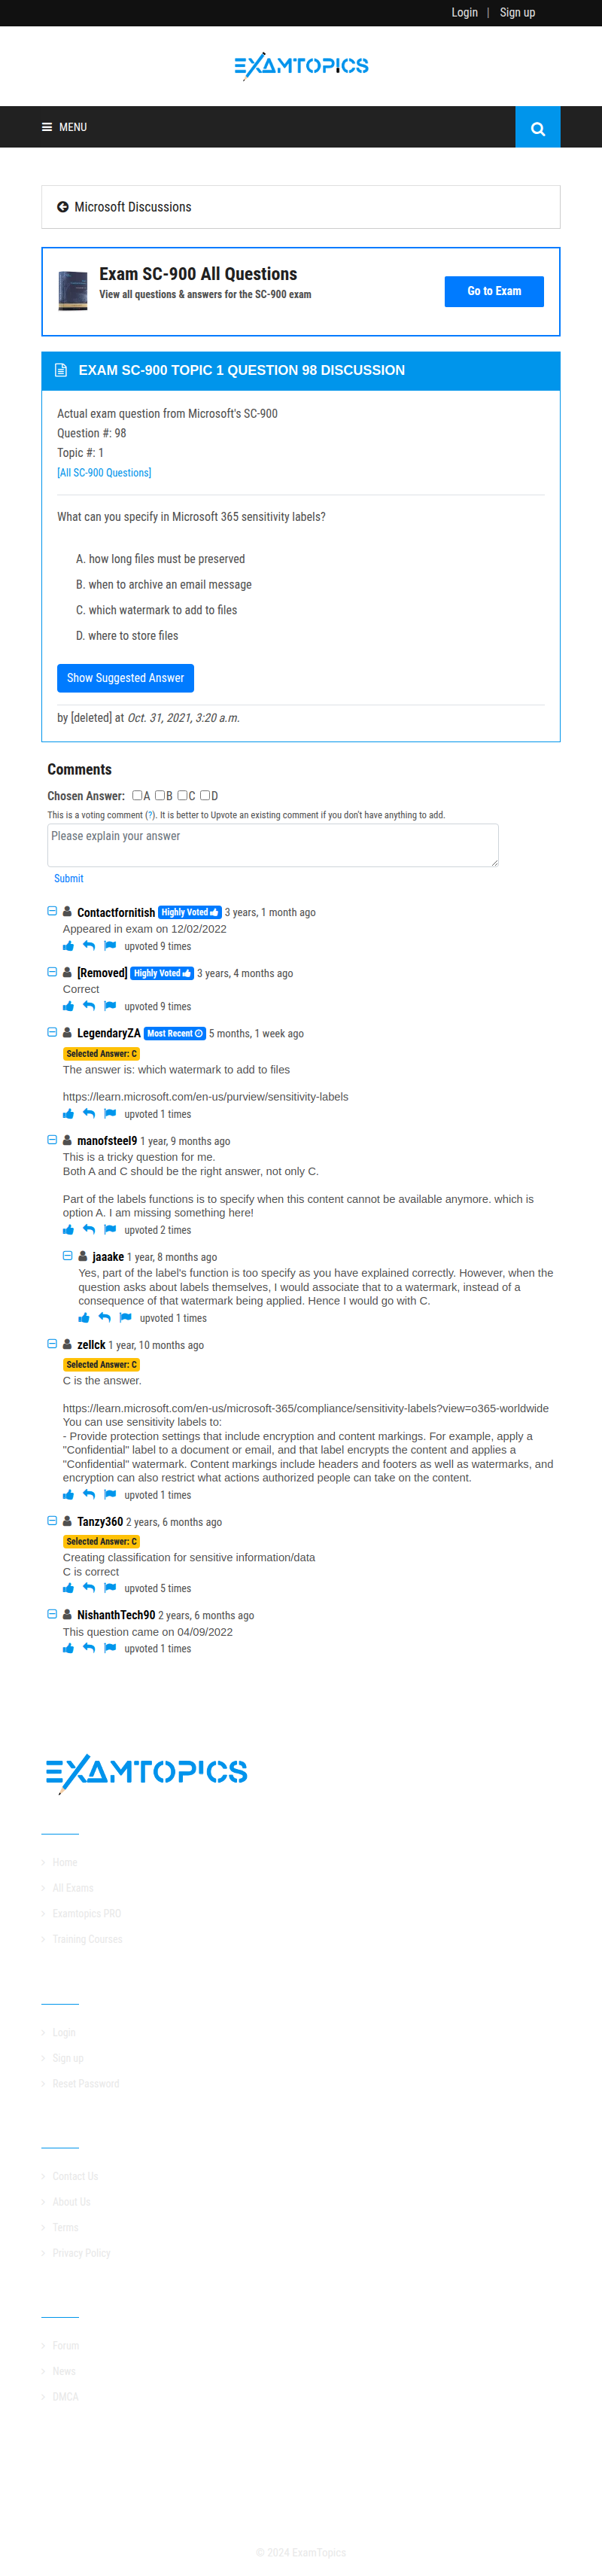 Login | Sign up
EXAMTOPICS
MENU
Microsoft Discussions
Exam SC-900 All Questions
View all questions & answers for the SC-900 exam
Go to Exam
EXAM SC-900 TOPIC 1 QUESTION 98 DISCUSSION
Actual exam question from Microsoft's SC-900
Question #: 98
Topic #: 1
[All SC-900 Questions]
What can you specify in Microsoft 365 sensitivity labels?
A. how long files must be preserved
B. when to archive an email message
C. which watermark to add to files
D. where to store files
Show Suggested Answer
by [deleted] at Oct. 31, 2021, 3:20 a.m.
Comments
Chosen Answer: A B C D
This is a voting comment (?). It is better to Upvote an existing comment if you don't have anything to add.
Please explain your answer
Submit
Contactfornitish Highly Voted 3 years, 1 month ago
Appeared in exam on 12/02/2022
upvoted 9 times
[Removed] Highly Voted 3 years, 4 months ago
Correct
upvoted 9 times
LegendaryZA Most Recent 5 months, 1 week ago
Selected Answer: C
The answer is: which watermark to add to files
https://learn.microsoft.com/en-us/purview/sensitivity-labels
upvoted 1 times
manofsteel9 1 year, 9 months ago
This is a tricky question for me.
Both A and C should be the right answer, not only C.
Part of the labels functions is to specify when this content cannot be available anymore. which is
option A. I am missing something here!
upvoted 2 times
jaaake 1 year, 8 months ago
Yes, part of the label's function is too specify as you have explained correctly. However, when the
question asks about labels themselves, I would associate that to a watermark, instead of a
consequence of that watermark being applied. Hence I would go with C.
upvoted 1 times
zellck 1 year, 10 months ago
Selected Answer: C
C is the answer.
https://learn.microsoft.com/en-us/microsoft-365/compliance/sensitivity-labels?view=o365-worldwide
You can use sensitivity labels to:
- Provide protection settings that include encryption and content markings. For example, apply a
"Confidential" label to a document or email, and that label encrypts the content and applies a
"Confidential" watermark. Content markings include headers and footers as well as watermarks, and
encryption can also restrict what actions authorized people can take on the content.
upvoted 1 times
Tanzy360 2 years, 6 months ago
Selected Answer: C
Creating classification for sensitive information/data
C is correct
upvoted 5 times
NishanthTech90 2 years, 6 months ago
This question came on 04/09/2022
upvoted 1 times
EXAMTOPICS
Home
All Exams
Examtopics PRO
Training Courses
Login
Sign up
Reset Password
Contact Us
About Us
Terms
Privacy Policy
Forum
News
DMCA
© 2024 ExamTopics